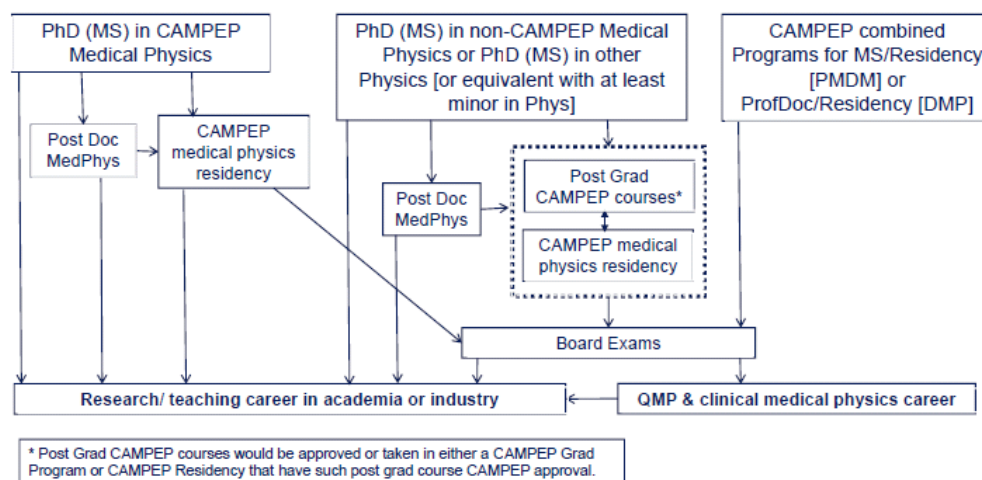 PhD (MS) in CAMPEP
Medical Physics
PhD (MS) in non-CAMPEP Medical
Physics or PhD (MS) in other
Physics [or equivalent with at least
minor in Phys]
CAMPEP combined
Programs for MS/Residency
[PMDM] or
ProfDoc/Residency [DMP]
Post Doc
MedPhys
CAMPEP
medical physics
residency
Post Doc
MedPhys
Post Grad
CAMPEP courses*
CAMPEP medical
physics residency
Board Exams
Research/ teaching career in academia or industry
QMP & clinical medical physics career
* Post Grad CAMPEP courses would be approved or taken in either a CAMPEP Grad
Program or CAMPEP Residency that have such post grad course CAMPEP approval.